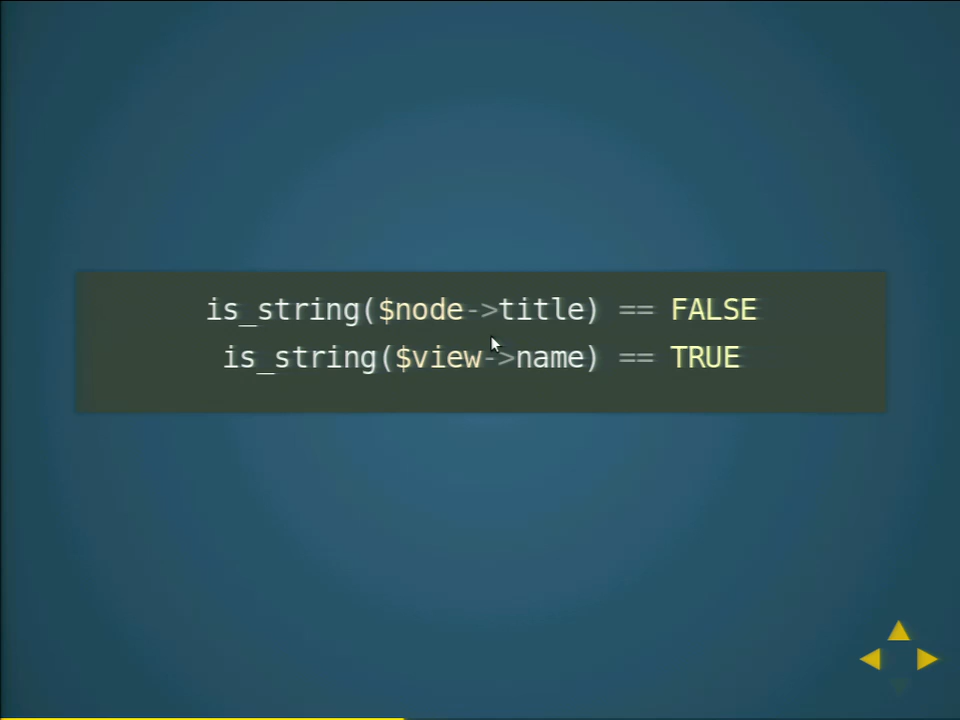 is_string($node->title) == FALSE
is_string($view->name) == TRUE